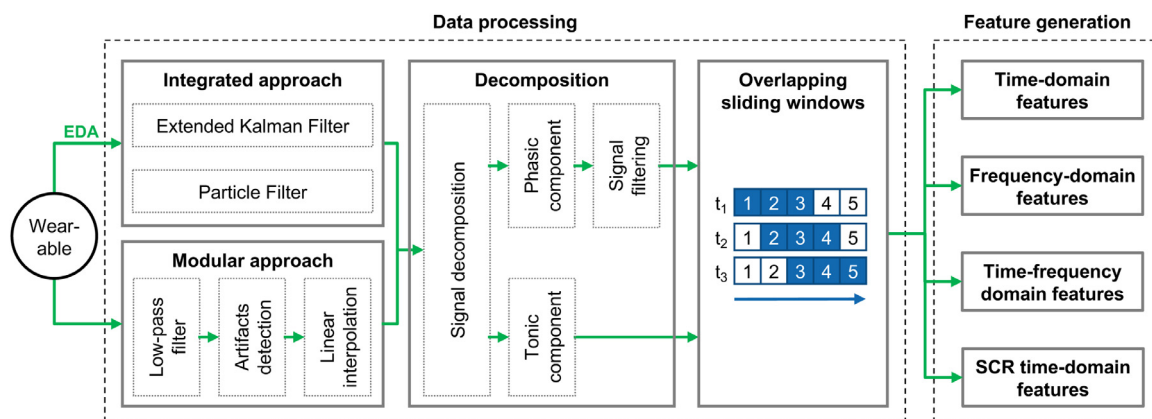 Data processing
Feature generation
EDA
Wear-
able
Integrated approach
Extended Kalman Filter
Particle Filter
Modular approach
Low-pass
filter
Artifacts
detection
Linear
interpolation
Decomposition
Signal decomposition
Phasic
component
Signal
filtering
Tonic
component
Overlapping
sliding windows
t1 1 2 3 4 5
t2 1 2 3 4 5
t3 1 2 3 4 5
Time-domain
features
Frequency-domain
features
Time-frequency
domain features
SCR time-domain
features